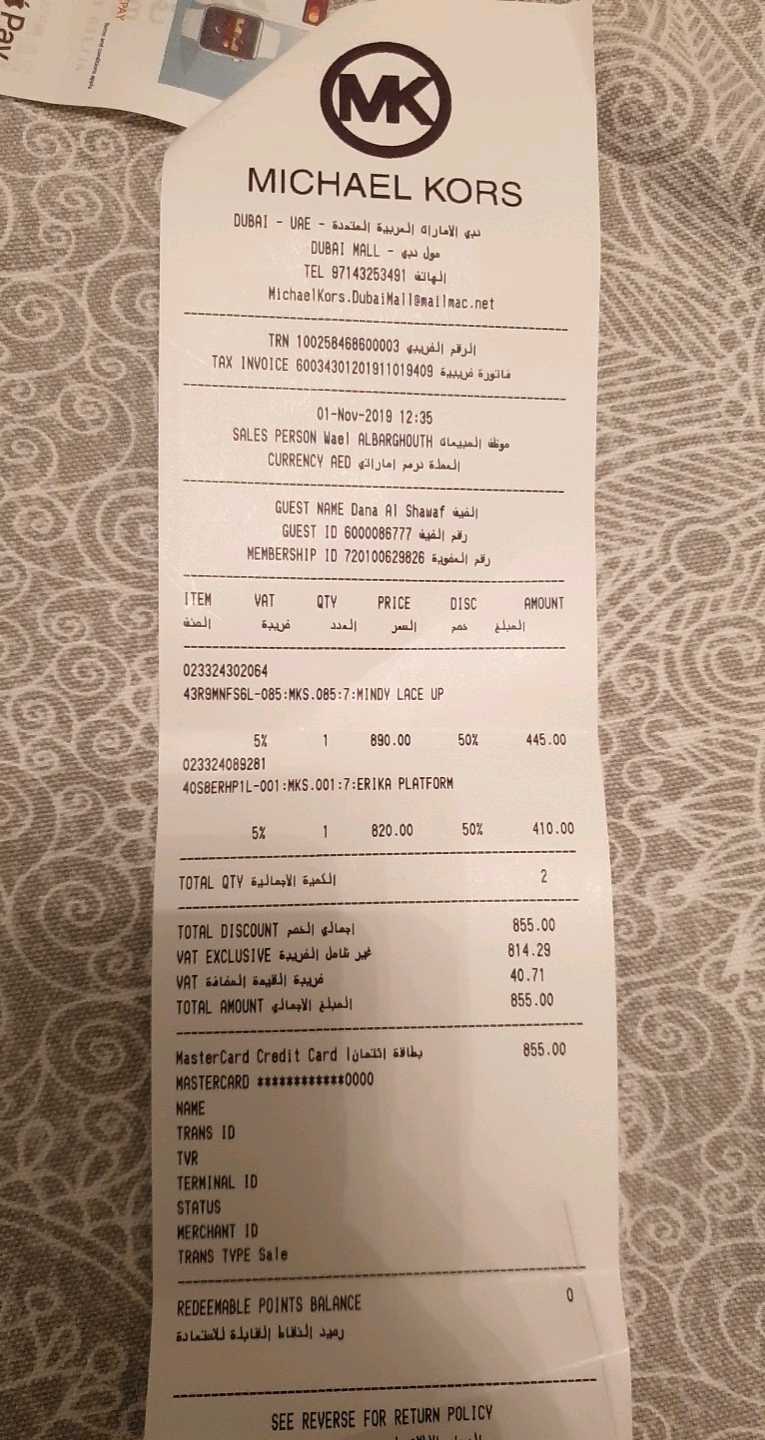 Pay
PAY
Terms and conditions apply.
MK
MICHAEL KORS
DUBAI - UAE - دبي الامارات العربية المتحدة
DUBAI MALL - مول دبي
TEL 97143253491 الهاتف
MichaelKors.DubaiMall@mailmac.net
TRN 100258468600003 الرقم الضريبي
TAX INVOICE 60034301201911019409 فاتورة ضريبية
01-Nov-2019 12:35
SALES PERSON Wael ALBARGHOUTH موظف المبيعات
CURRENCY AED العملة درهم اماراتي
GUEST NAME Dana Al Shawaf الضيف
GUEST ID 6000086777 رقم الضيف
MEMBERSHIP ID 720100629826 رقم العضوية
ITEM VAT QTY PRICE DISC AMOUNT
الصنف ضريبة العدد السعر خصم المبلغ
023324302064
43R9MNFS6L-085:MKS.085:7:MINDY LACE UP
5% 1 890.00 50% 445.00
023324089281
40S8ERHP1L-001:MKS.001:7:ERIKA PLATFORM
5% 1 820.00 50% 410.00
TOTAL QTY الكمية الاجمالية 2
TOTAL DISCOUNT اجمالي الخصم 855.00
VAT EXCLUSIVE غير شامل الضريبة 814.29
VAT ضريبة القيمة المضافة 40.71
TOTAL AMOUNT المبلغ الاجمالي 855.00
MasterCard Credit Card بطاقة إئتمان 855.00
MASTERCARD ************0000
NAME
TRANS ID
TVR
TERMINAL ID
STATUS
MERCHANT ID
TRANS TYPE Sale
REDEEMABLE POINTS BALANCE 0
رصيد النقاط القابلة للاستعادة
SEE REVERSE FOR RETURN POLICY